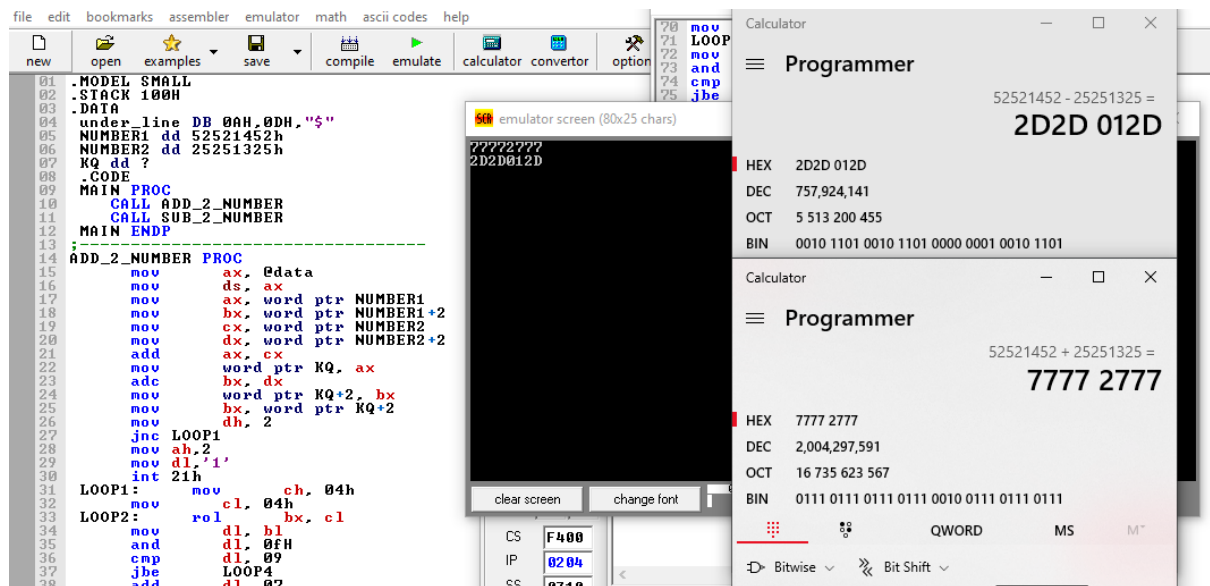 file edit bookmarks assembler emulator math ascii codes help
new open examples save compile emulate calculator convertor option
01 .MODEL SMALL
02 .STACK 100H
03 .DATA
04 under_line DB 0AH,0DH,"$"
05 NUMBER1 dd 52521452h
06 NUMBER2 dd 25251325h
07 KQ dd ?
08 .CODE
09 MAIN PROC
10 CALL ADD_2_NUMBER
11 CALL SUB_2_NUMBER
12 MAIN ENDP
13 ;-----------------------------------
14 ADD_2_NUMBER PROC
15 mov ax, @data
16 mov ds, ax
17 mov ax, word ptr NUMBER1
18 mov bx, word ptr NUMBER1+2
19 mov cx, word ptr NUMBER2
20 mov dx, word ptr NUMBER2+2
21 add ax, cx
22 mov word ptr KQ, ax
23 adc bx, dx
24 mov word ptr KQ+2, bx
25 mov bx, word ptr KQ+2
26 mov dh, 2
27 jnc LOOP1
28 mov ah,2
29 mov dl,'1'
30 int 21h
31 LOOP1: mov ch, 04h
32 mov cl, 04h
33 LOOP2: rol bx, cl
34 mov dl, bl
35 and dl, 0fH
36 cmp dl, 09
37 jbe LOOP4
38 add dl, 07
70 mov
71 LOOP
72 mov
73 and
74 cmp
75 jbe
emulator screen (80x25 chars)
77772777
2D2D012D
clear screen change font
CS F400
IP 0204
SS 0710
Calculator
Programmer
52521452 - 25251325 =
2D2D 012D
HEX 2D2D 012D
DEC 757,924,141
OCT 5 513 200 455
BIN 0010 1101 0010 1101 0000 0001 0010 1101
Calculator
Programmer
52521452 + 25251325 =
7777 2777
HEX 7777 2777
DEC 2,004,297,591
OCT 16 735 623 567
BIN 0111 0111 0111 0111 0010 0111 0111 0111
QWORD MS M
Bitwise Bit Shift